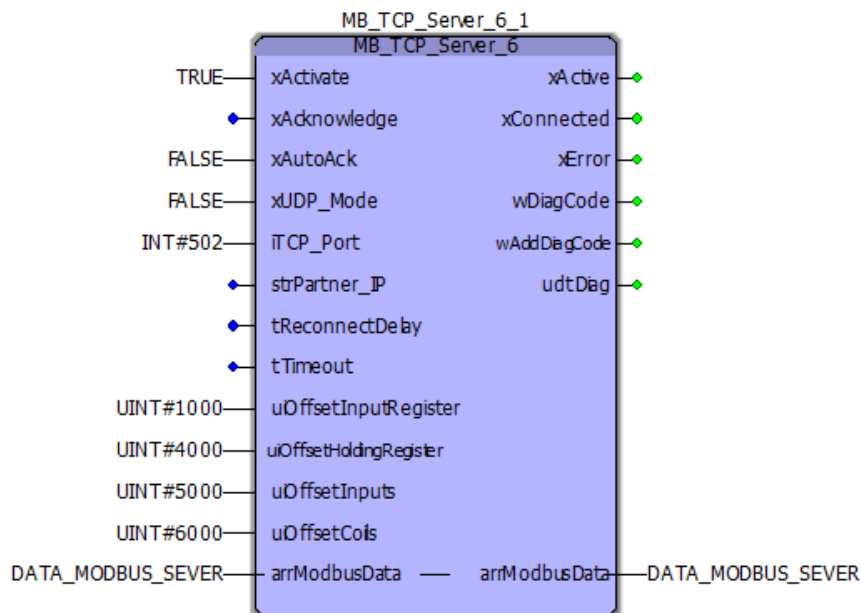 MB_TCP_Server_6_1
MB_TCP_Server_6
TRUE xActivate xActive
xAcknowledge xConnected
FALSE xAutoAck xError
FALSE xUDP_Mode wDiagCode
INT#502 iTCP_Port wAddDiagCode
strPartner_IP udtDiag
tReconnectDelay
tTimeout
UINT#1000 uiOffsetInputRegister
UINT#4000 uiOffsetHoldingRegister
UINT#5000 uiOffsetInputs
UINT#6000 uiOffsetCoils
DATA_MODBUS_SEVER arrModbusData arrModbusData DATA_MODBUS_SEVER